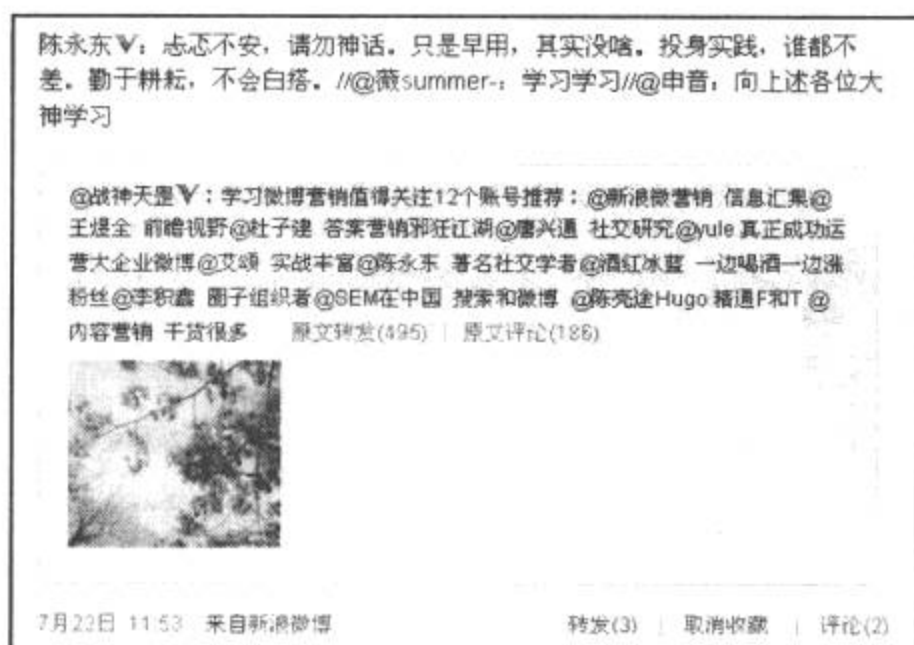 陈永东V：忐忑不安，请勿神话。只是早用，其实没啥。投身实践，谁都不
差。勤于耕耘，不会白搭。//@薇summer-：学习学习//@申音：向上述各位大
神学习
@战神天罡V：学习微博营销值得关注12个账号推荐：@新浪微营销 信息汇集@
王煜全 前瞻视野@杜子建 答案营销邪狂江湖@唐兴通 社交研究@yule 真正成功运
营大企业微博@艾颂 实战丰富@陈永东 著名社交学者@酒红冰蓝 一边喝酒一边涨
粉丝@李积鑫 圈子组织者@SEM在中国 搜索和微博 @陈亮途Hugo 精通F和T @
内容营销 干货很多 原文转发(495) | 原文评论(186)
7月22日 11:53 来自新浪微博 转发(3) | 取消收藏 | 评论(2)